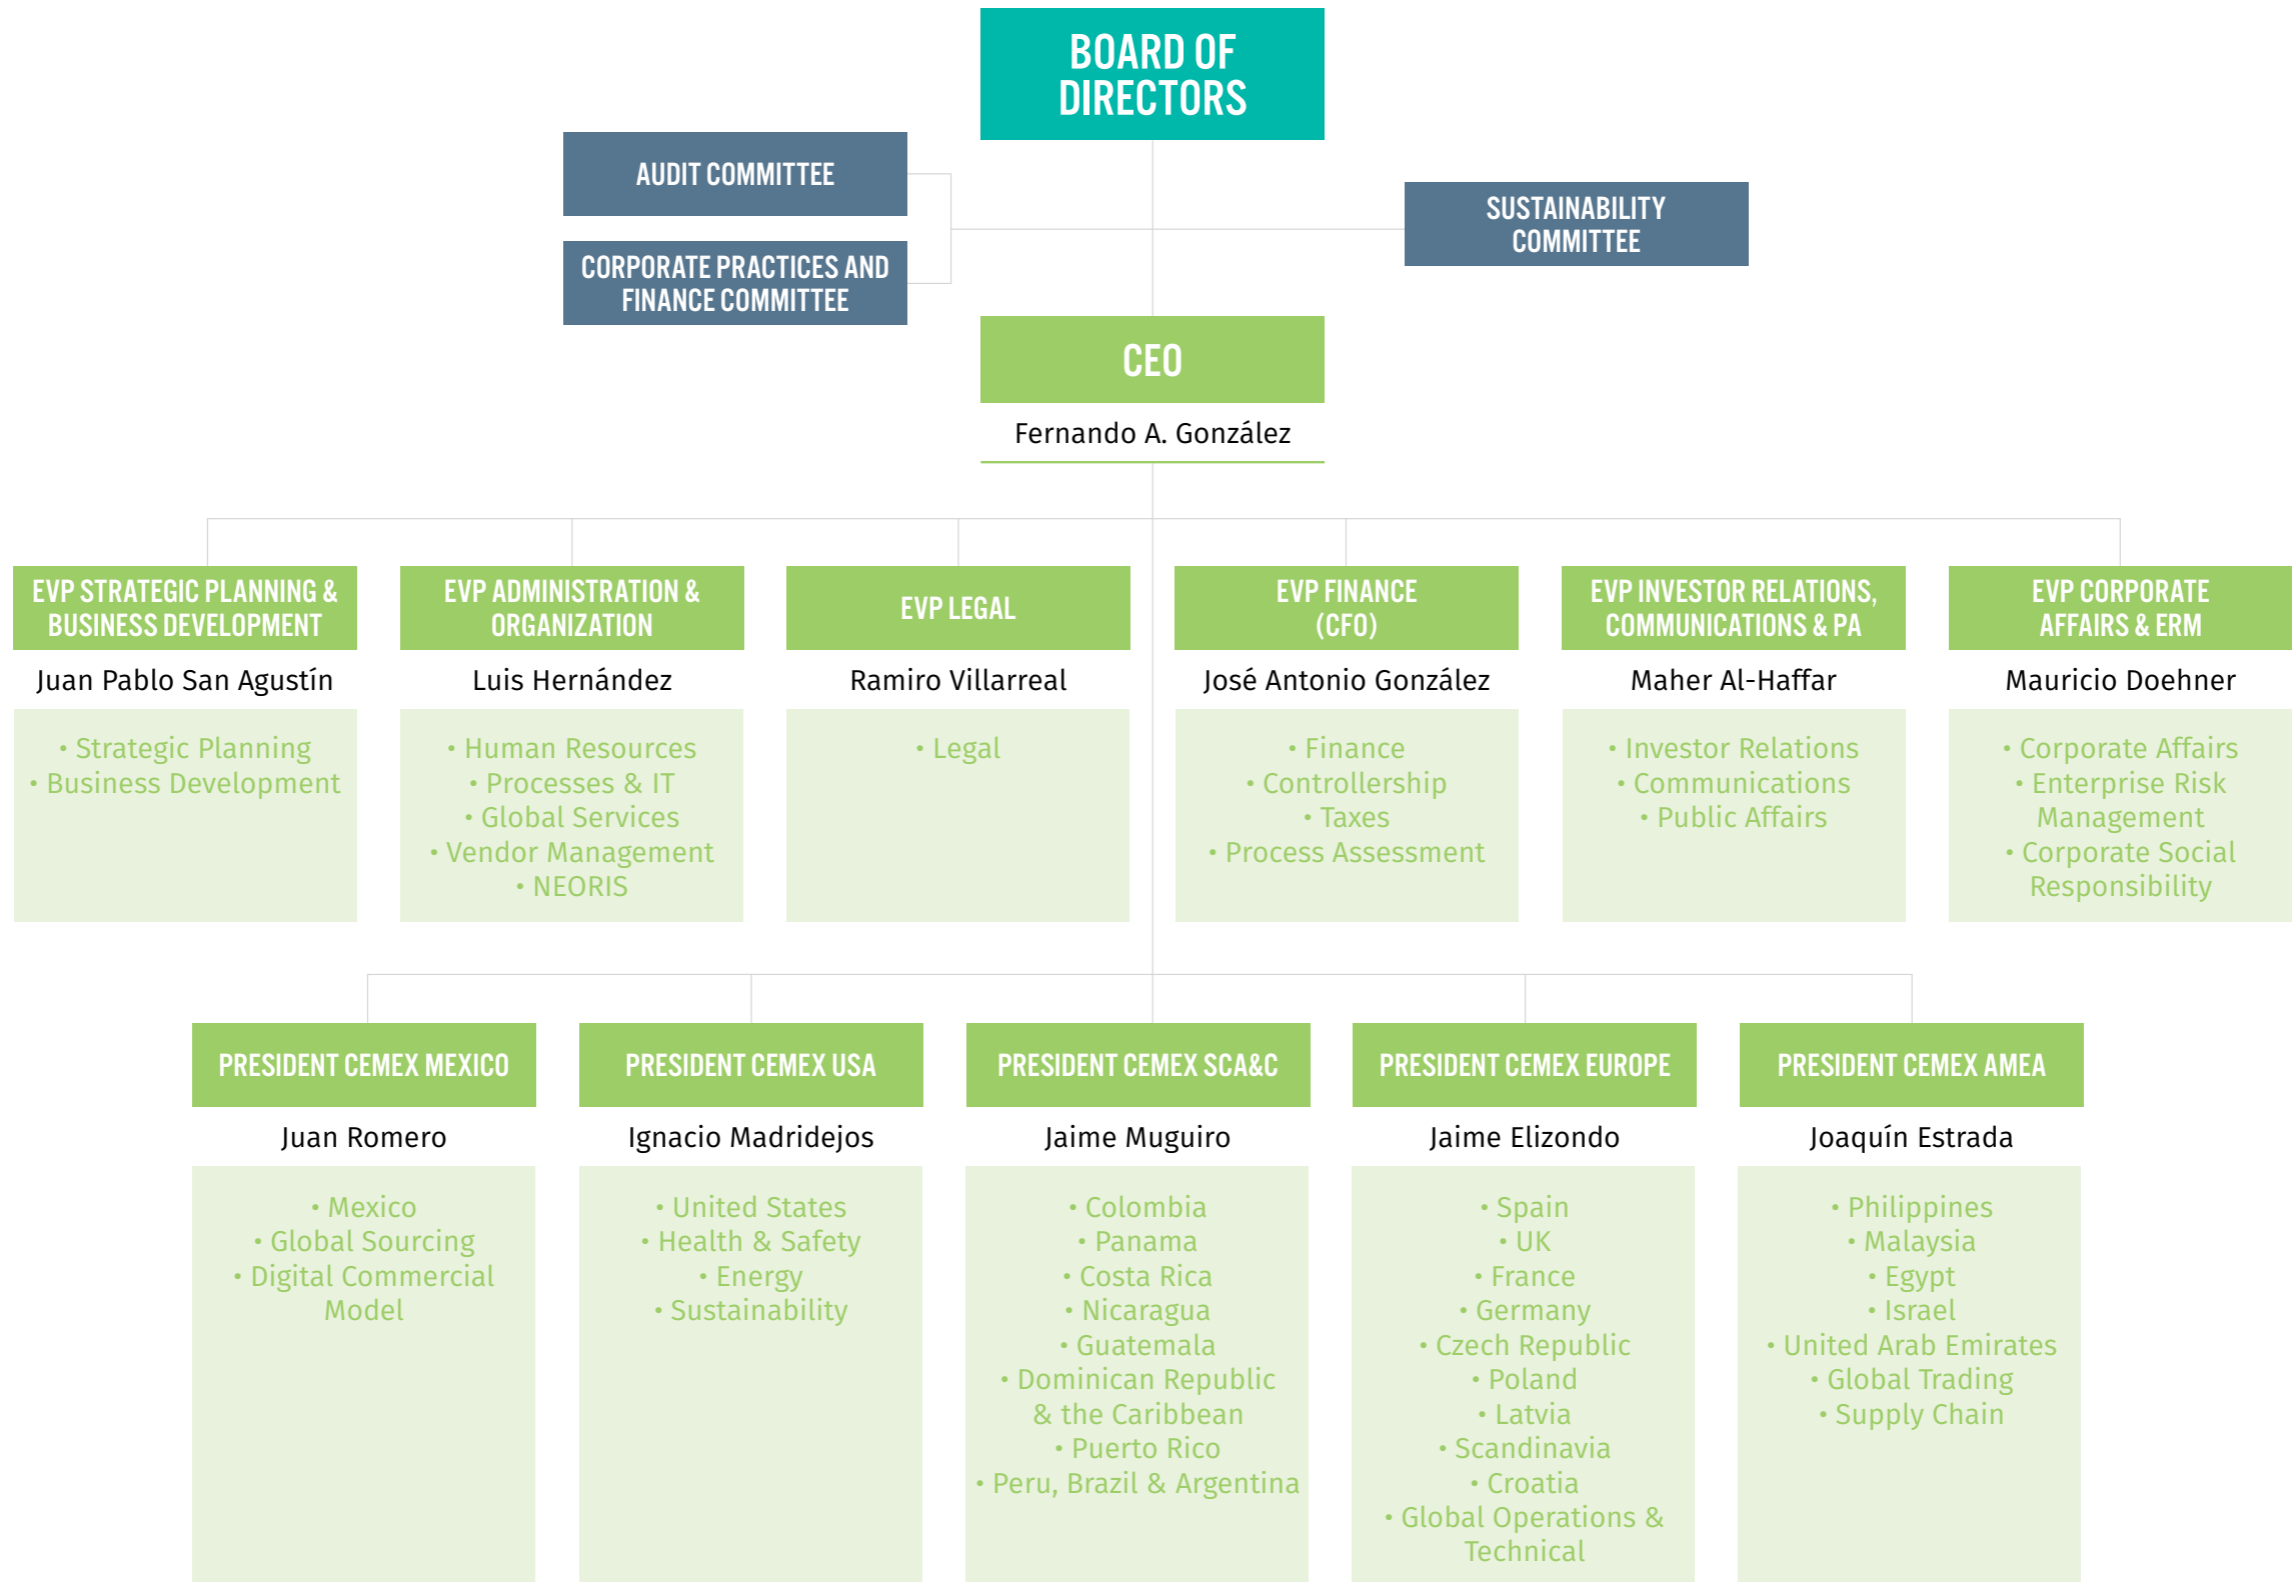 BOARD OF
DIRECTORS
AUDIT COMMITTEE
CORPORATE PRACTICES AND
FINANCE COMMITTEE
SUSTAINABILITY
COMMITTEE
CEO
Fernando A. González
EVP STRATEGIC PLANNING &
BUSINESS DEVELOPMENT
Juan Pablo San Agustín
• Strategic Planning
• Business Development
EVP ADMINISTRATION &
ORGANIZATION
Luis Hernández
• Human Resources
• Processes & IT
• Global Services
• Vendor Management
• NEORIS
EVP LEGAL
Ramiro Villarreal
• Legal
EVP FINANCE
(CFO)
José Antonio González
• Finance
• Controllership
• Taxes
• Process Assessment
EVP INVESTOR RELATIONS,
COMMUNICATIONS & PA
Maher Al-Haffar
• Investor Relations
• Communications
• Public Affairs
EVP CORPORATE
AFFAIRS & ERM
Mauricio Doehner
• Corporate Affairs
• Enterprise Risk
Management
• Corporate Social
Responsibility
PRESIDENT CEMEX MEXICO
Juan Romero
• Mexico
• Global Sourcing
• Digital Commercial
Model
PRESIDENT CEMEX USA
Ignacio Madridejos
• United States
• Health & Safety
• Energy
• Sustainability
PRESIDENT CEMEX SCA&C
Jaime Muguiro
• Colombia
• Panama
• Costa Rica
• Nicaragua
• Guatemala
• Dominican Republic
& the Caribbean
• Puerto Rico
• Peru, Brazil & Argentina
PRESIDENT CEMEX EUROPE
Jaime Elizondo
• Spain
• UK
• France
• Germany
• Czech Republic
• Poland
• Latvia
• Scandinavia
• Croatia
• Global Operations &
Technical
PRESIDENT CEMEX AMEA
Joaquín Estrada
• Philippines
• Malaysia
• Egypt
• Israel
• United Arab Emirates
• Global Trading
• Supply Chain